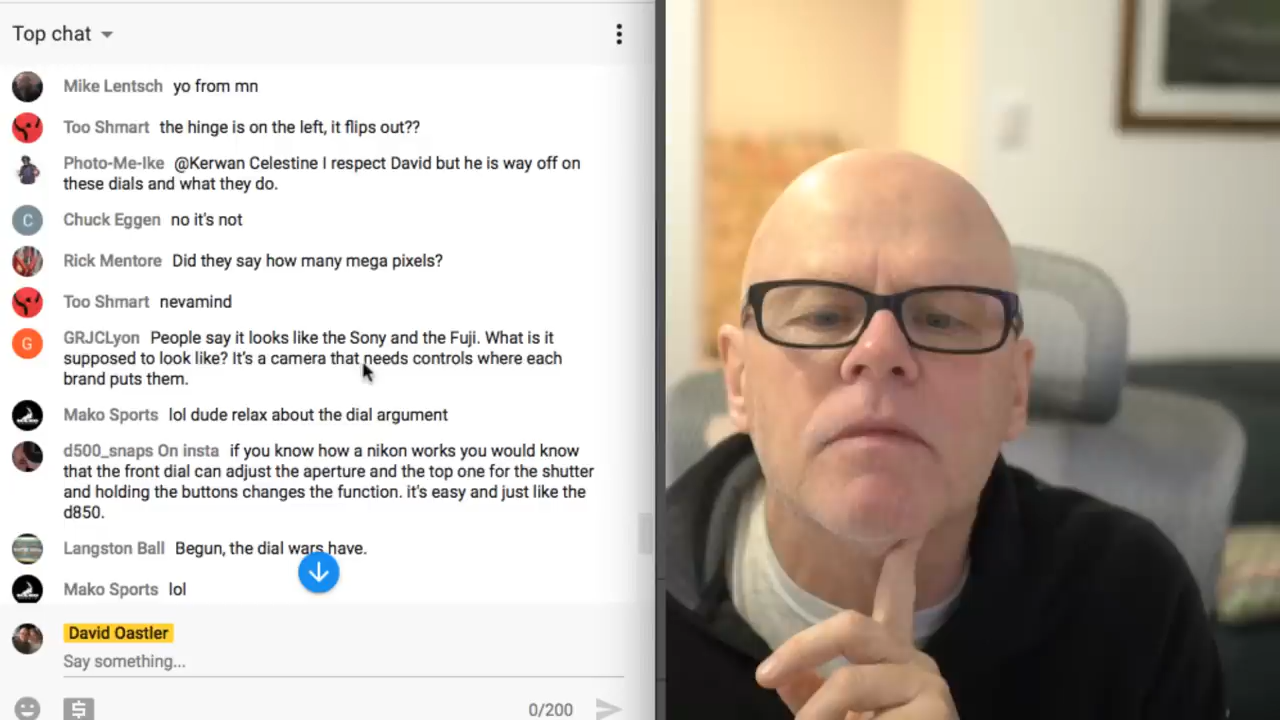 Top chat
Mike Lentsch yo from mn
Too Shmart the hinge is on the left, it flips out??
Photo-Me-Ike @Kerwan Celestine I respect David but he is way off on
these dials and what they do.
C
Chuck Eggen no it's not
Rick Mentore Did they say how many mega pixels?
Too Shmart nevamind
G
GRJCLyon People say it looks like the Sony and the Fuji. What is it
supposed to look like? It's a camera that needs controls where each
brand puts them.
Mako Sports lol dude relax about the dial argument
d500_snaps On insta if you know how a nikon works you would know
that the front dial can adjust the aperture and the top one for the shutter
and holding the buttons changes the function. it's easy and just like the
d850.
Langston Ball Begun, the dial wars have.
Mako Sports lol
David Oastler
Say something...
$
0/200